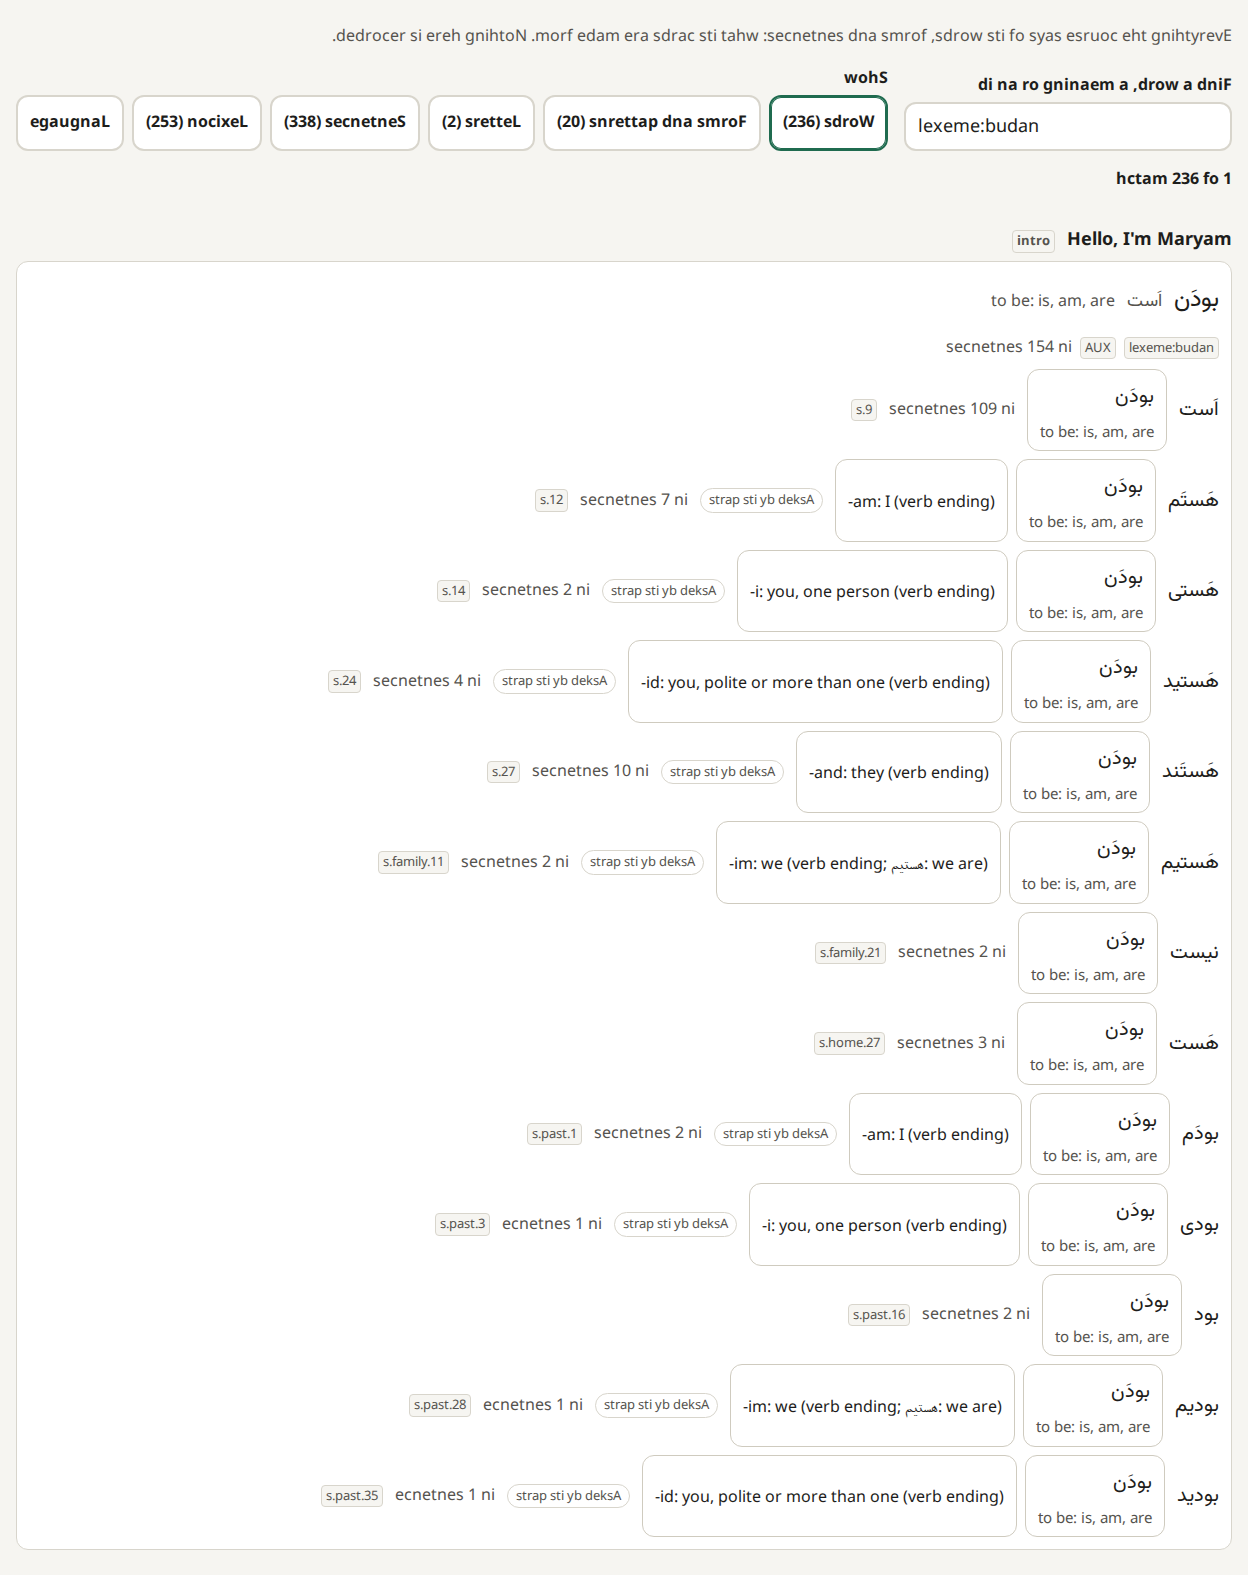 .dedrocer si ereh gnihtoN .mrof edam era sdrac sti tahw :secnetnes dna smrof ,sdrow sti fo syas esruoc eht gnihtyrevE
di na ro gninaem a ,drow a dniF
lexeme:budan
wohS
(236) sdroW
(20) snrettap dna smroF
(2) sretteL
(338) secnetneS
(253) nocixeL
egaugnaL
hctam 236 fo 1
Hello, I'm Maryam intro
بودَن اَست to be: is, am, are
lexeme:budan AUX secnetnes 154 ni
اَست بودَن to be: is, am, are secnetnes 109 ni s.9
هَستَم بودَن to be: is, am, are -am: I (verb ending) strap sti yb deksA secnetnes 7 ni s.12
هَستی بودَن to be: is, am, are -i: you, one person (verb ending) strap sti yb deksA secnetnes 2 ni s.14
هَستید بودَن to be: is, am, are -id: you, polite or more than one (verb ending) strap sti yb deksA secnetnes 4 ni s.24
هَستَند بودَن to be: is, am, are -and: they (verb ending) strap sti yb deksA secnetnes 10 ni s.27
هَستیم بودَن to be: is, am, are -im: we (verb ending; هستیم: we are) strap sti yb deksA secnetnes 2 ni s.family.11
نیست بودَن to be: is, am, are secnetnes 2 ni s.family.21
هَست بودَن to be: is, am, are secnetnes 3 ni s.home.27
بودَم بودَن to be: is, am, are -am: I (verb ending) strap sti yb deksA secnetnes 2 ni s.past.1
بودی بودَن to be: is, am, are -i: you, one person (verb ending) strap sti yb deksA ecnetnes 1 ni s.past.3
بود بودَن to be: is, am, are secnetnes 2 ni s.past.16
بودیم بودَن to be: is, am, are -im: we (verb ending; هستیم: we are) strap sti yb deksA ecnetnes 1 ni s.past.28
بودید بودَن to be: is, am, are -id: you, polite or more than one (verb ending) strap sti yb deksA ecnetnes 1 ni s.past.35